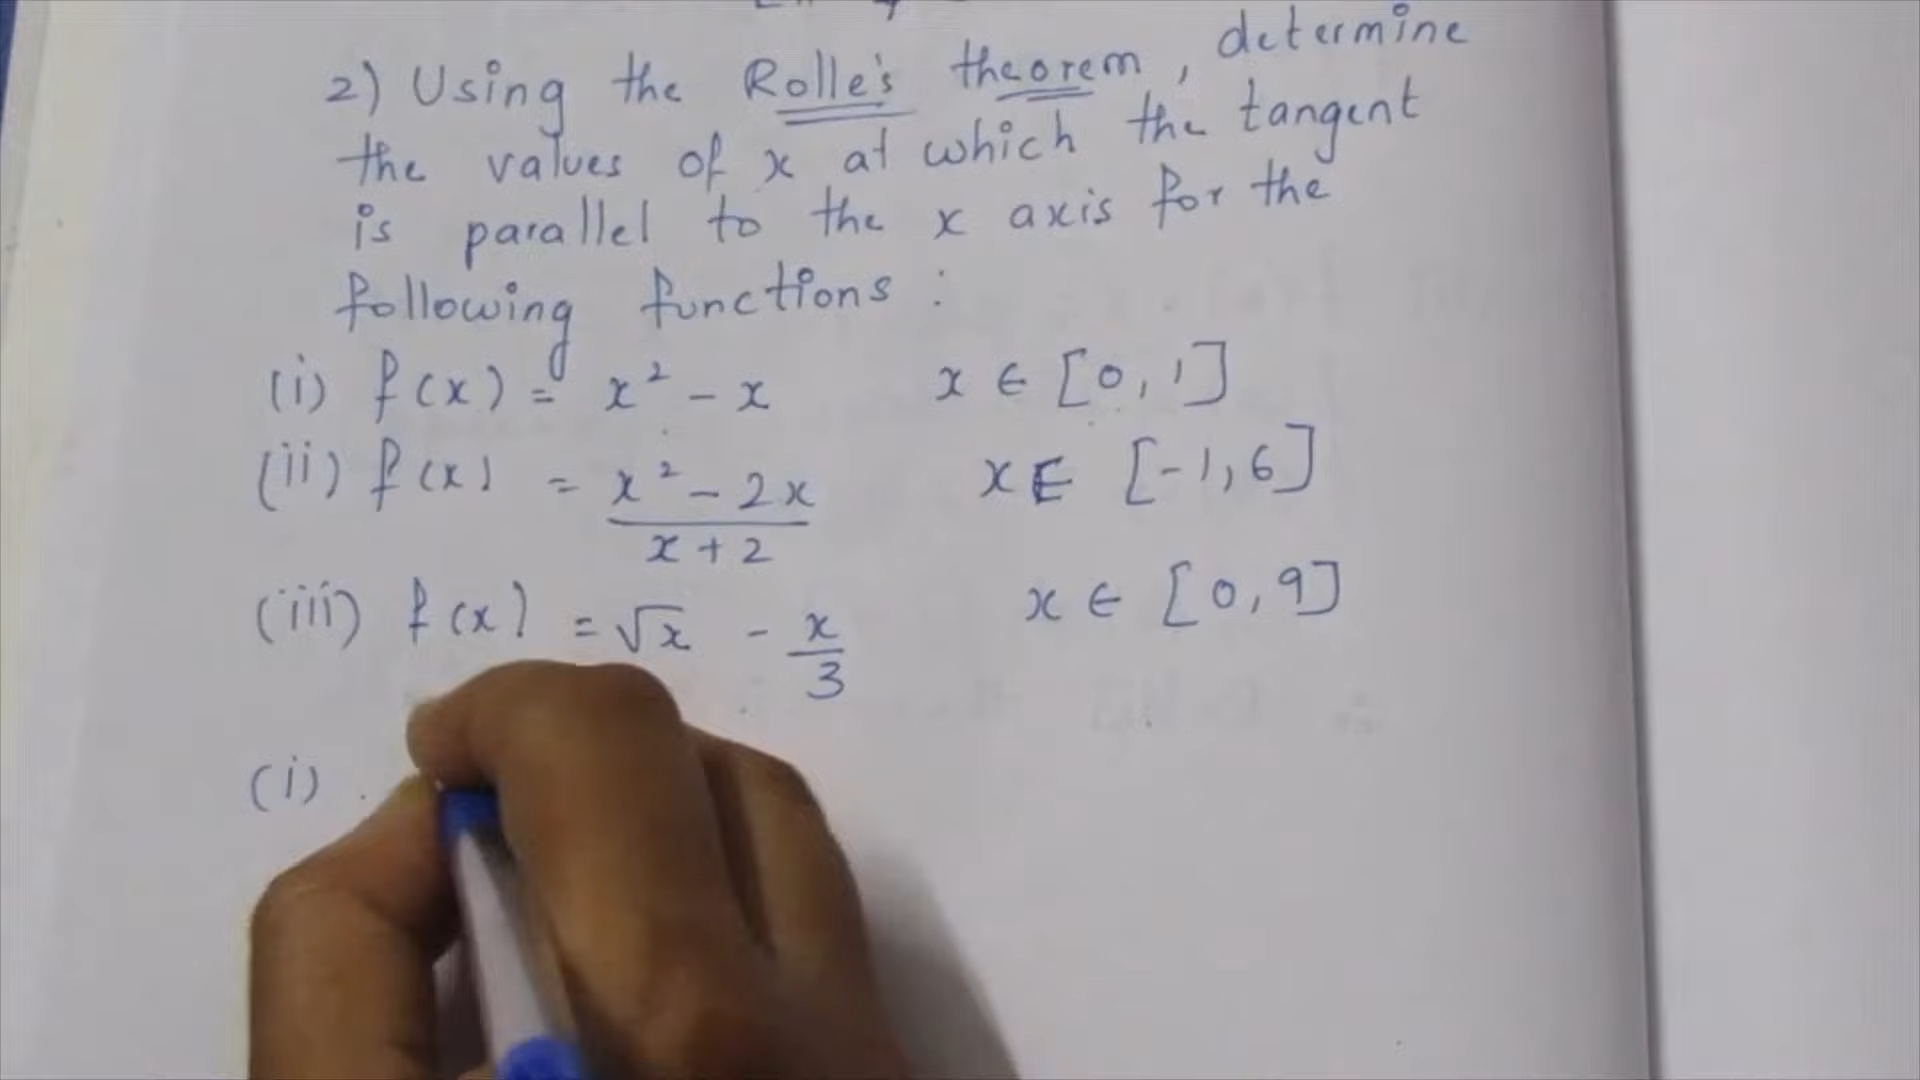 2) Using the Rolle's theorem, determine
the values of x at which the tangent
is parallel to the x axis for the
following functions :
(i) f(x) = x² - x x ∈ [0, 1]
(ii) f(x) = x² - 2x / x + 2 x ∈ [-1, 6]
(iii) f(x) = √x - x/3 x ∈ [0, 9]
(i)